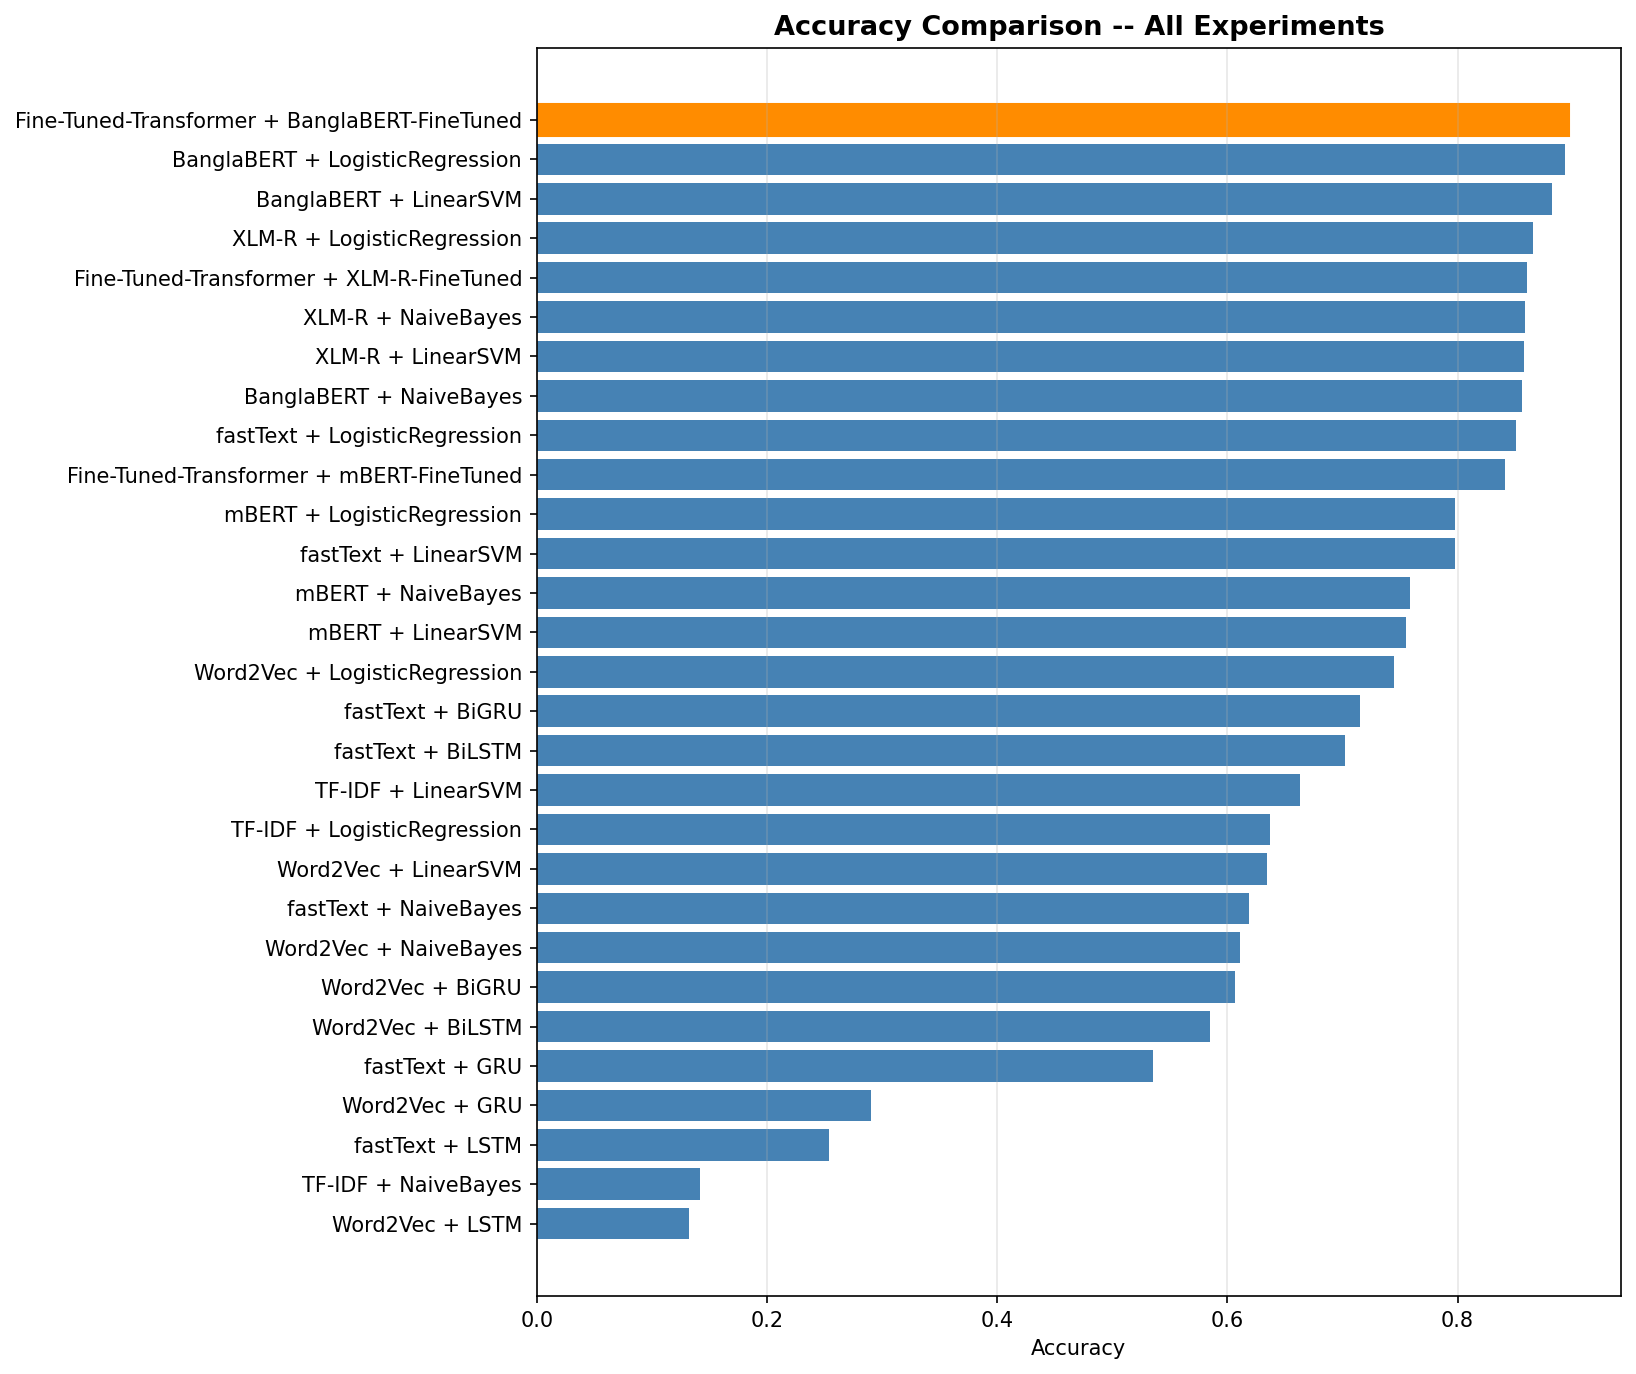 Accuracy Comparison -- All Experiments
Fine-Tuned-Transformer + BanglaBERT-FineTuned
BanglaBERT + LogisticRegression
BanglaBERT + LinearSVM
XLM-R + LogisticRegression
Fine-Tuned-Transformer + XLM-R-FineTuned
XLM-R + NaiveBayes
XLM-R + LinearSVM
BanglaBERT + NaiveBayes
fastText + LogisticRegression
Fine-Tuned-Transformer + mBERT-FineTuned
mBERT + LogisticRegression
fastText + LinearSVM
mBERT + NaiveBayes
mBERT + LinearSVM
Word2Vec + LogisticRegression
fastText + BiGRU
fastText + BiLSTM
TF-IDF + LinearSVM
TF-IDF + LogisticRegression
Word2Vec + LinearSVM
fastText + NaiveBayes
Word2Vec + NaiveBayes
Word2Vec + BiGRU
Word2Vec + BiLSTM
fastText + GRU
Word2Vec + GRU
fastText + LSTM
TF-IDF + NaiveBayes
Word2Vec + LSTM
0.0 0.2 0.4 0.6 0.8
Accuracy